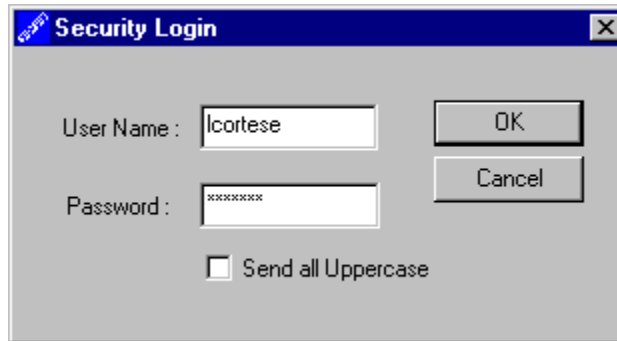 Security Login
User Name : lcortese
OK
Cancel
Password : *******
Send all Uppercase